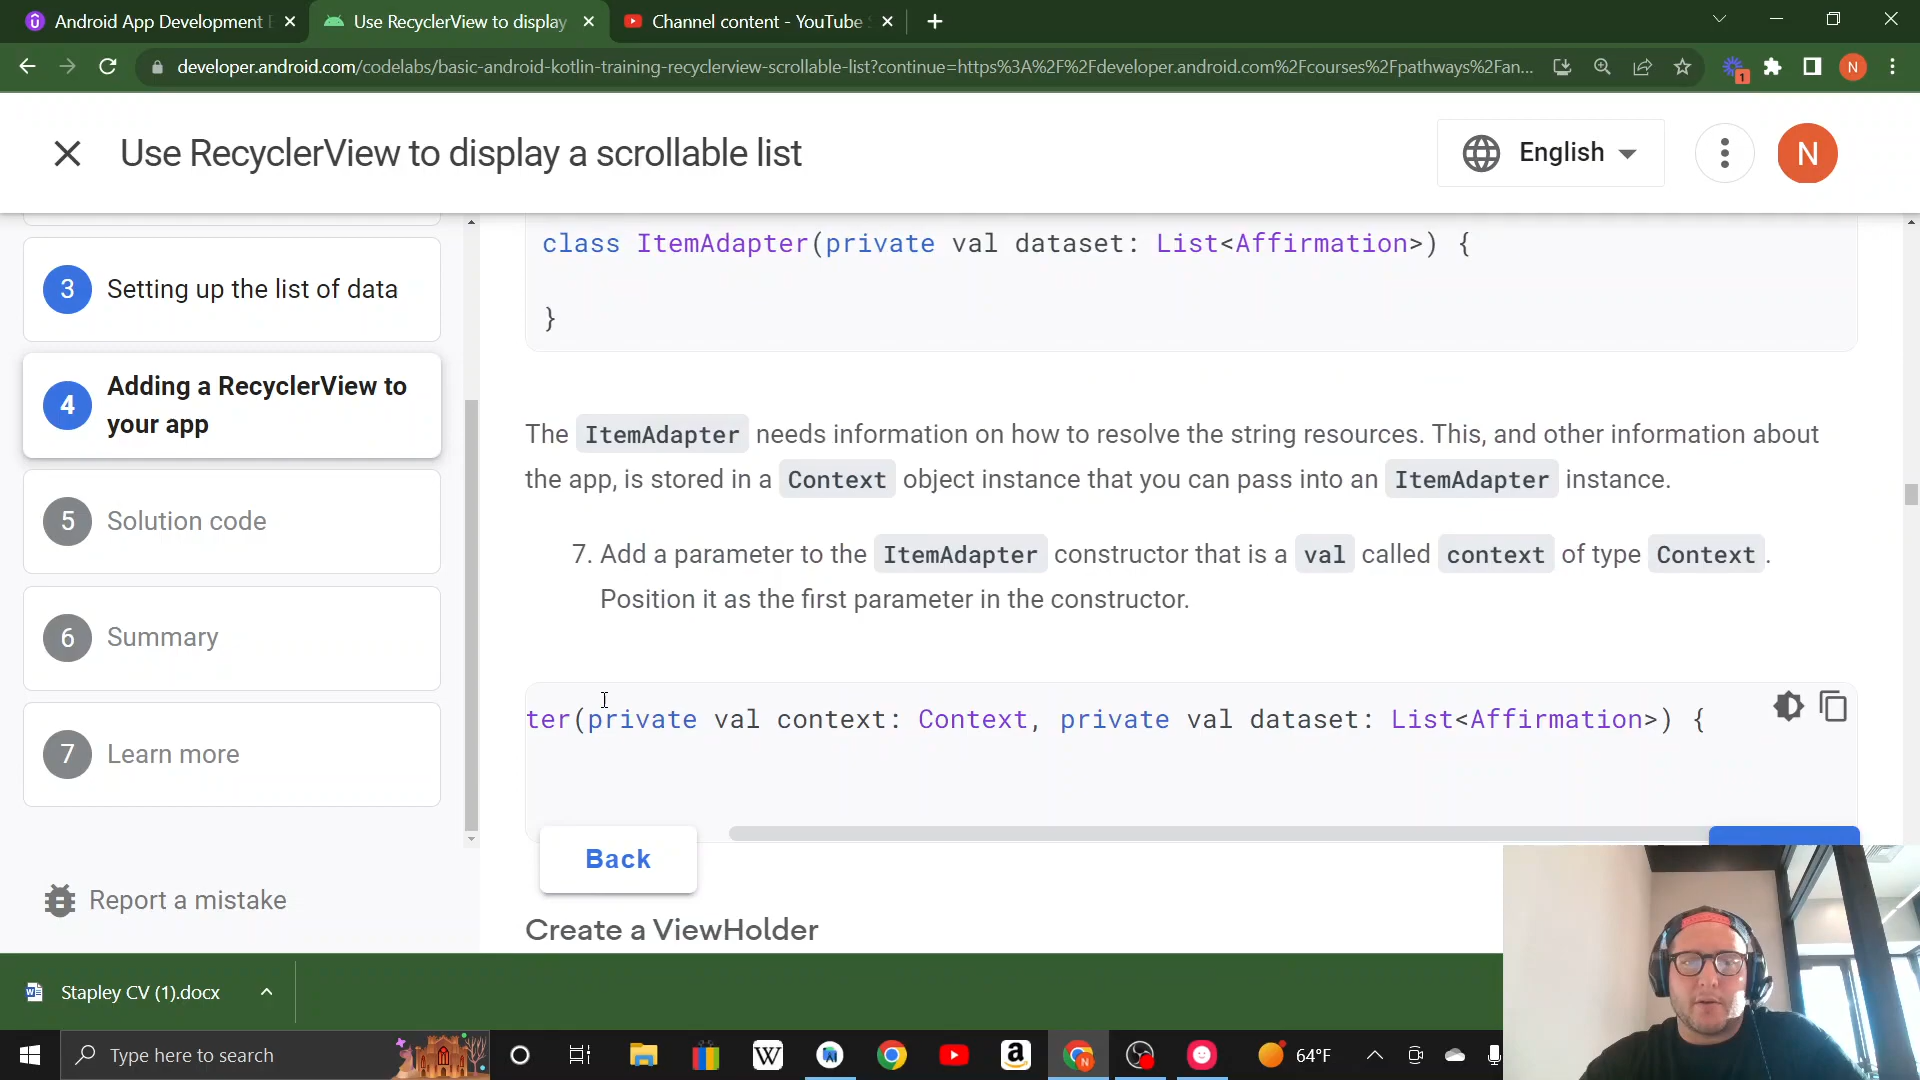 Android App Development
Use RecyclerView to display
Channel content - YouTube
developer.android.com/codelabs/basic-android-kotlin-training-recyclerview-scrollable-list?continue=https%3A%2F%2Fdeveloper.android.com%2Fcourses%2Fpathways%2Fan...
1
N
Use RecyclerView to display a scrollable list
English
N
3 Setting up the list of data
4 Adding a RecyclerView to
your app
5 Solution code
6 Summary
7 Learn more
Report a mistake
class ItemAdapter(private val dataset: List<Affirmation>) {
}
The ItemAdapter needs information on how to resolve the string resources. This, and other information about
the app, is stored in a Context object instance that you can pass into an ItemAdapter instance.
7. Add a parameter to the ItemAdapter constructor that is a val called context of type Context.
Position it as the first parameter in the constructor.
ter(private val context: Context, private val dataset: List<Affirmation>) {
Back
Create a ViewHolder
Stapley CV (1).docx
Type here to search
64°F